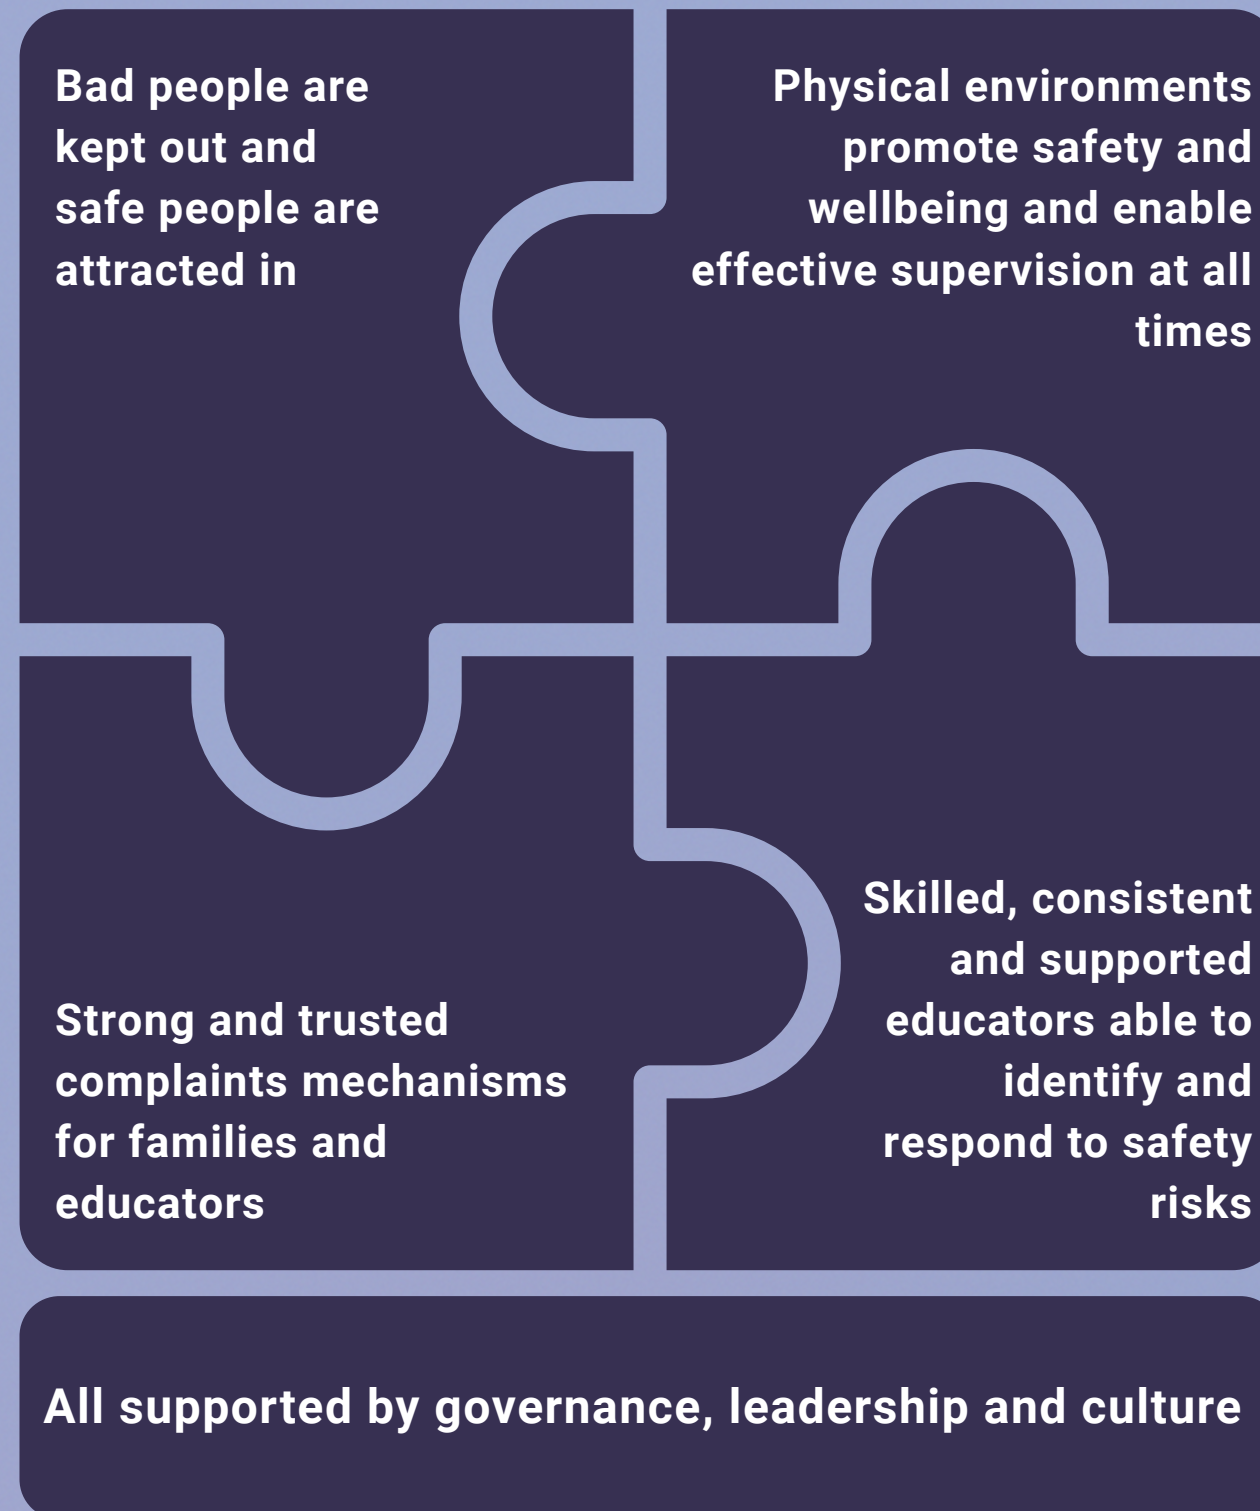 Bad people are
kept out and
safe people are
attracted in
Physical environments
promote safety and
wellbeing and enable
effective supervision at all
times
Strong and trusted
complaints mechanisms
for families and
educators
Skilled, consistent
and supported
educators able to
identify and
respond to safety
risks
All supported by governance, leadership and culture